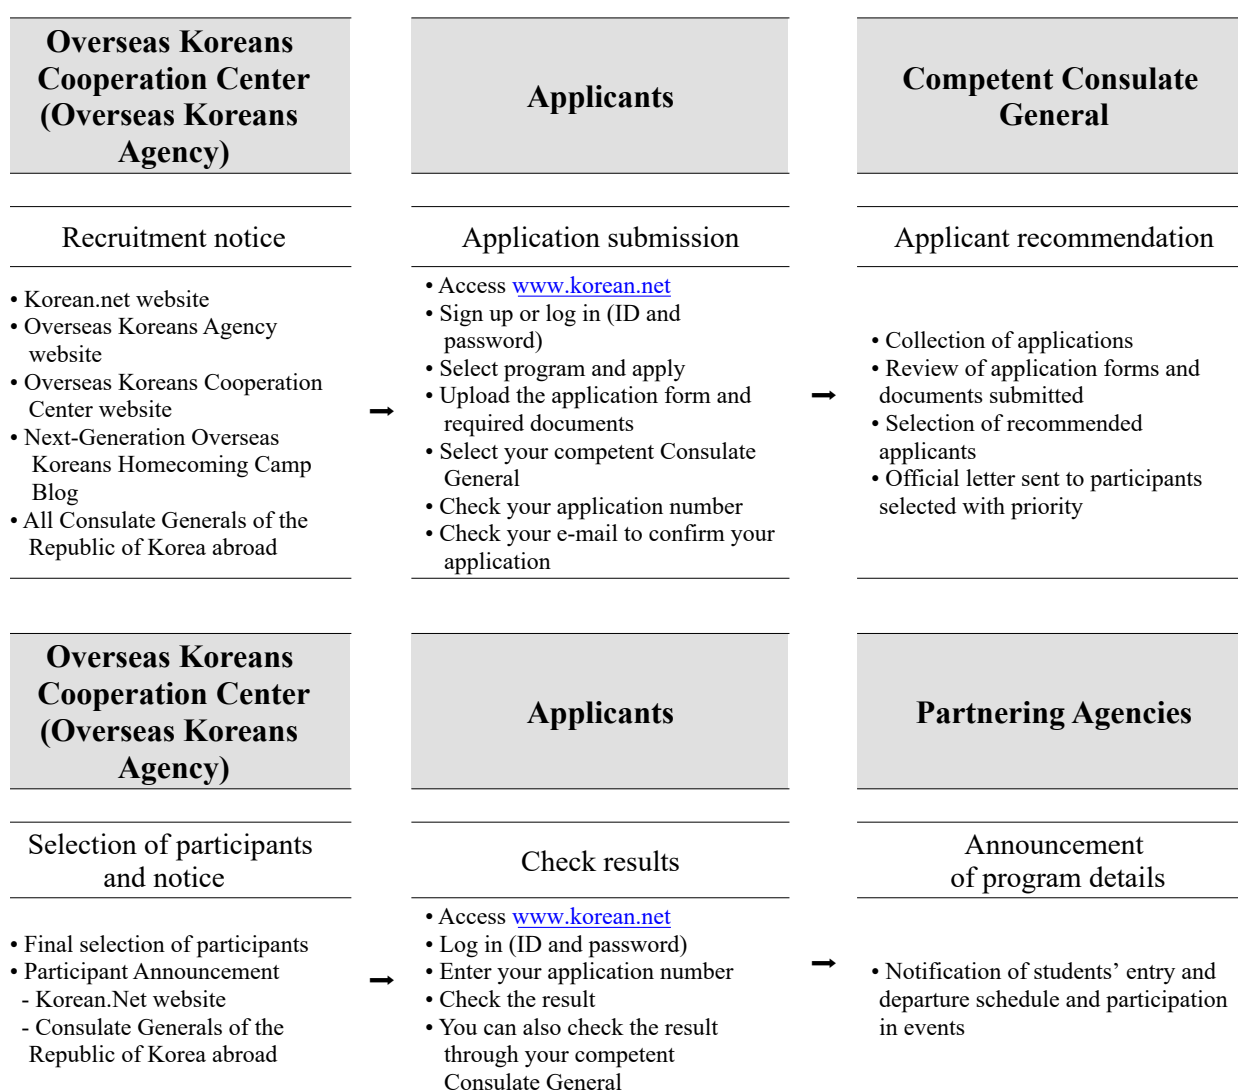 Overseas Koreans
Cooperation Center
(Overseas Koreans
Agency)
Applicants
Competent Consulate
General
Recruitment notice
Application submission
Applicant recommendation
• Korean.net website
• Overseas Koreans Agency
website
• Overseas Koreans Cooperation
Center website
• Next-Generation Overseas
Koreans Homecoming Camp
Blog
• All Consulate Generals of the
Republic of Korea abroad
➞
• Access www.korean.net
• Sign up or log in (ID and
password)
• Select program and apply
• Upload the application form and
required documents
• Select your competent Consulate
General
• Check your application number
• Check your e-mail to confirm your
application
➞
• Collection of applications
• Review of application forms and
documents submitted
• Selection of recommended
applicants
• Official letter sent to participants
selected with priority
Overseas Koreans
Cooperation Center
(Overseas Koreans
Agency)
Applicants
Partnering Agencies
Selection of participants
and notice
Check results
Announcement
of program details
• Final selection of participants
• Participant Announcement
- Korean.Net website
- Consulate Generals of the
Republic of Korea abroad
➞
• Access www.korean.net
• Log in (ID and password)
• Enter your application number
• Check the result
• You can also check the result
through your competent
Consulate General
➞
• Notification of students’ entry and
departure schedule and participation
in events